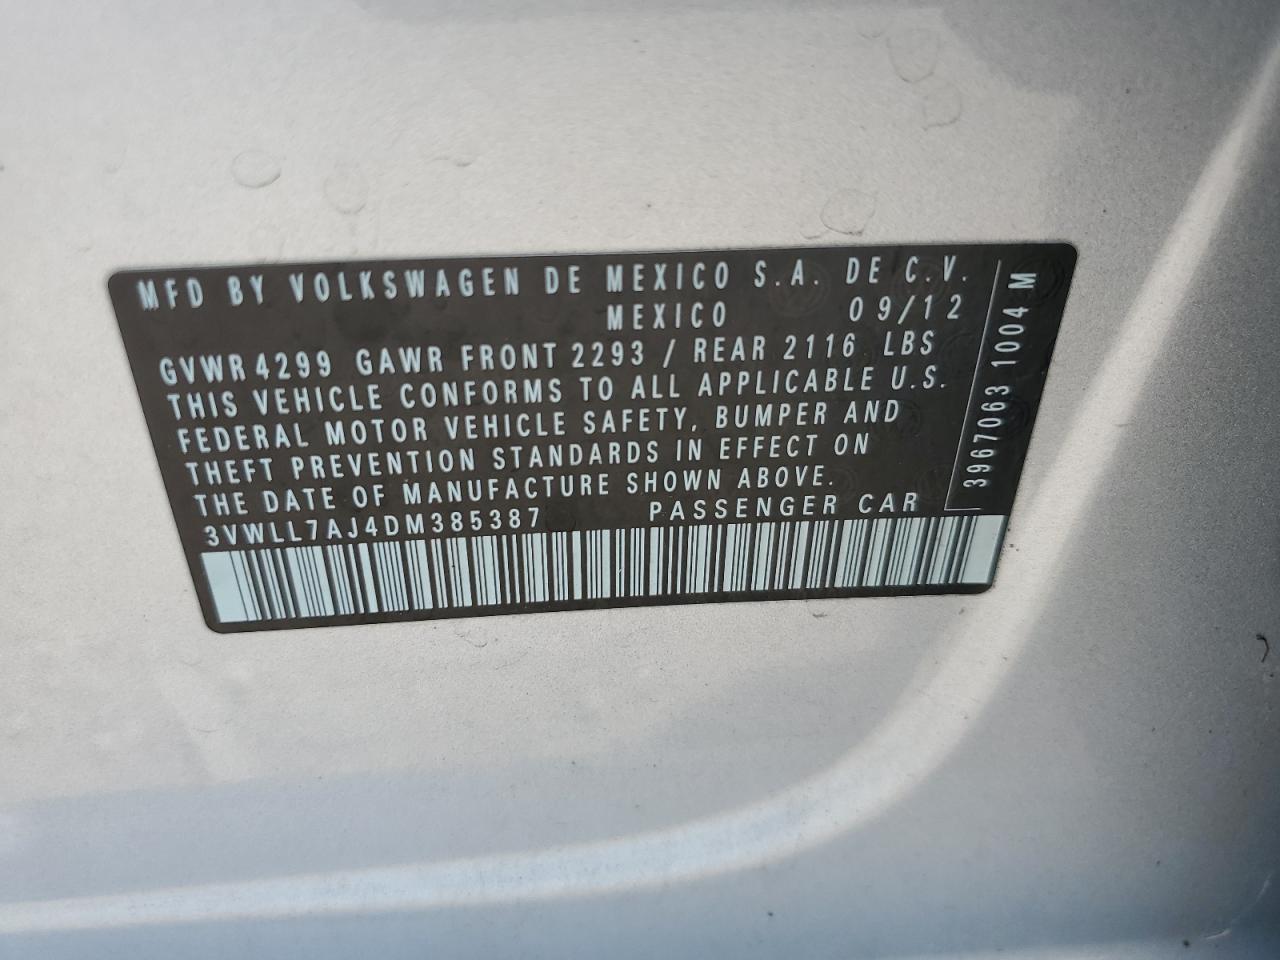 MFD BY VOLKSWAGEN DE MEXICO S.A. DE C.V.
MEXICO 09/12
GVWR 4299 GAWR FRONT 2293 / REAR 2116 LBS
THIS VEHICLE CONFORMS TO ALL APPLICABLE U.S.
FEDERAL MOTOR VEHICLE SAFETY, BUMPER AND
THEFT PREVENTION STANDARDS IN EFFECT ON
THE DATE OF MANUFACTURE SHOWN ABOVE.
3VWLL7AJ4DM385387 PASSENGER CAR
3967063 1004 M